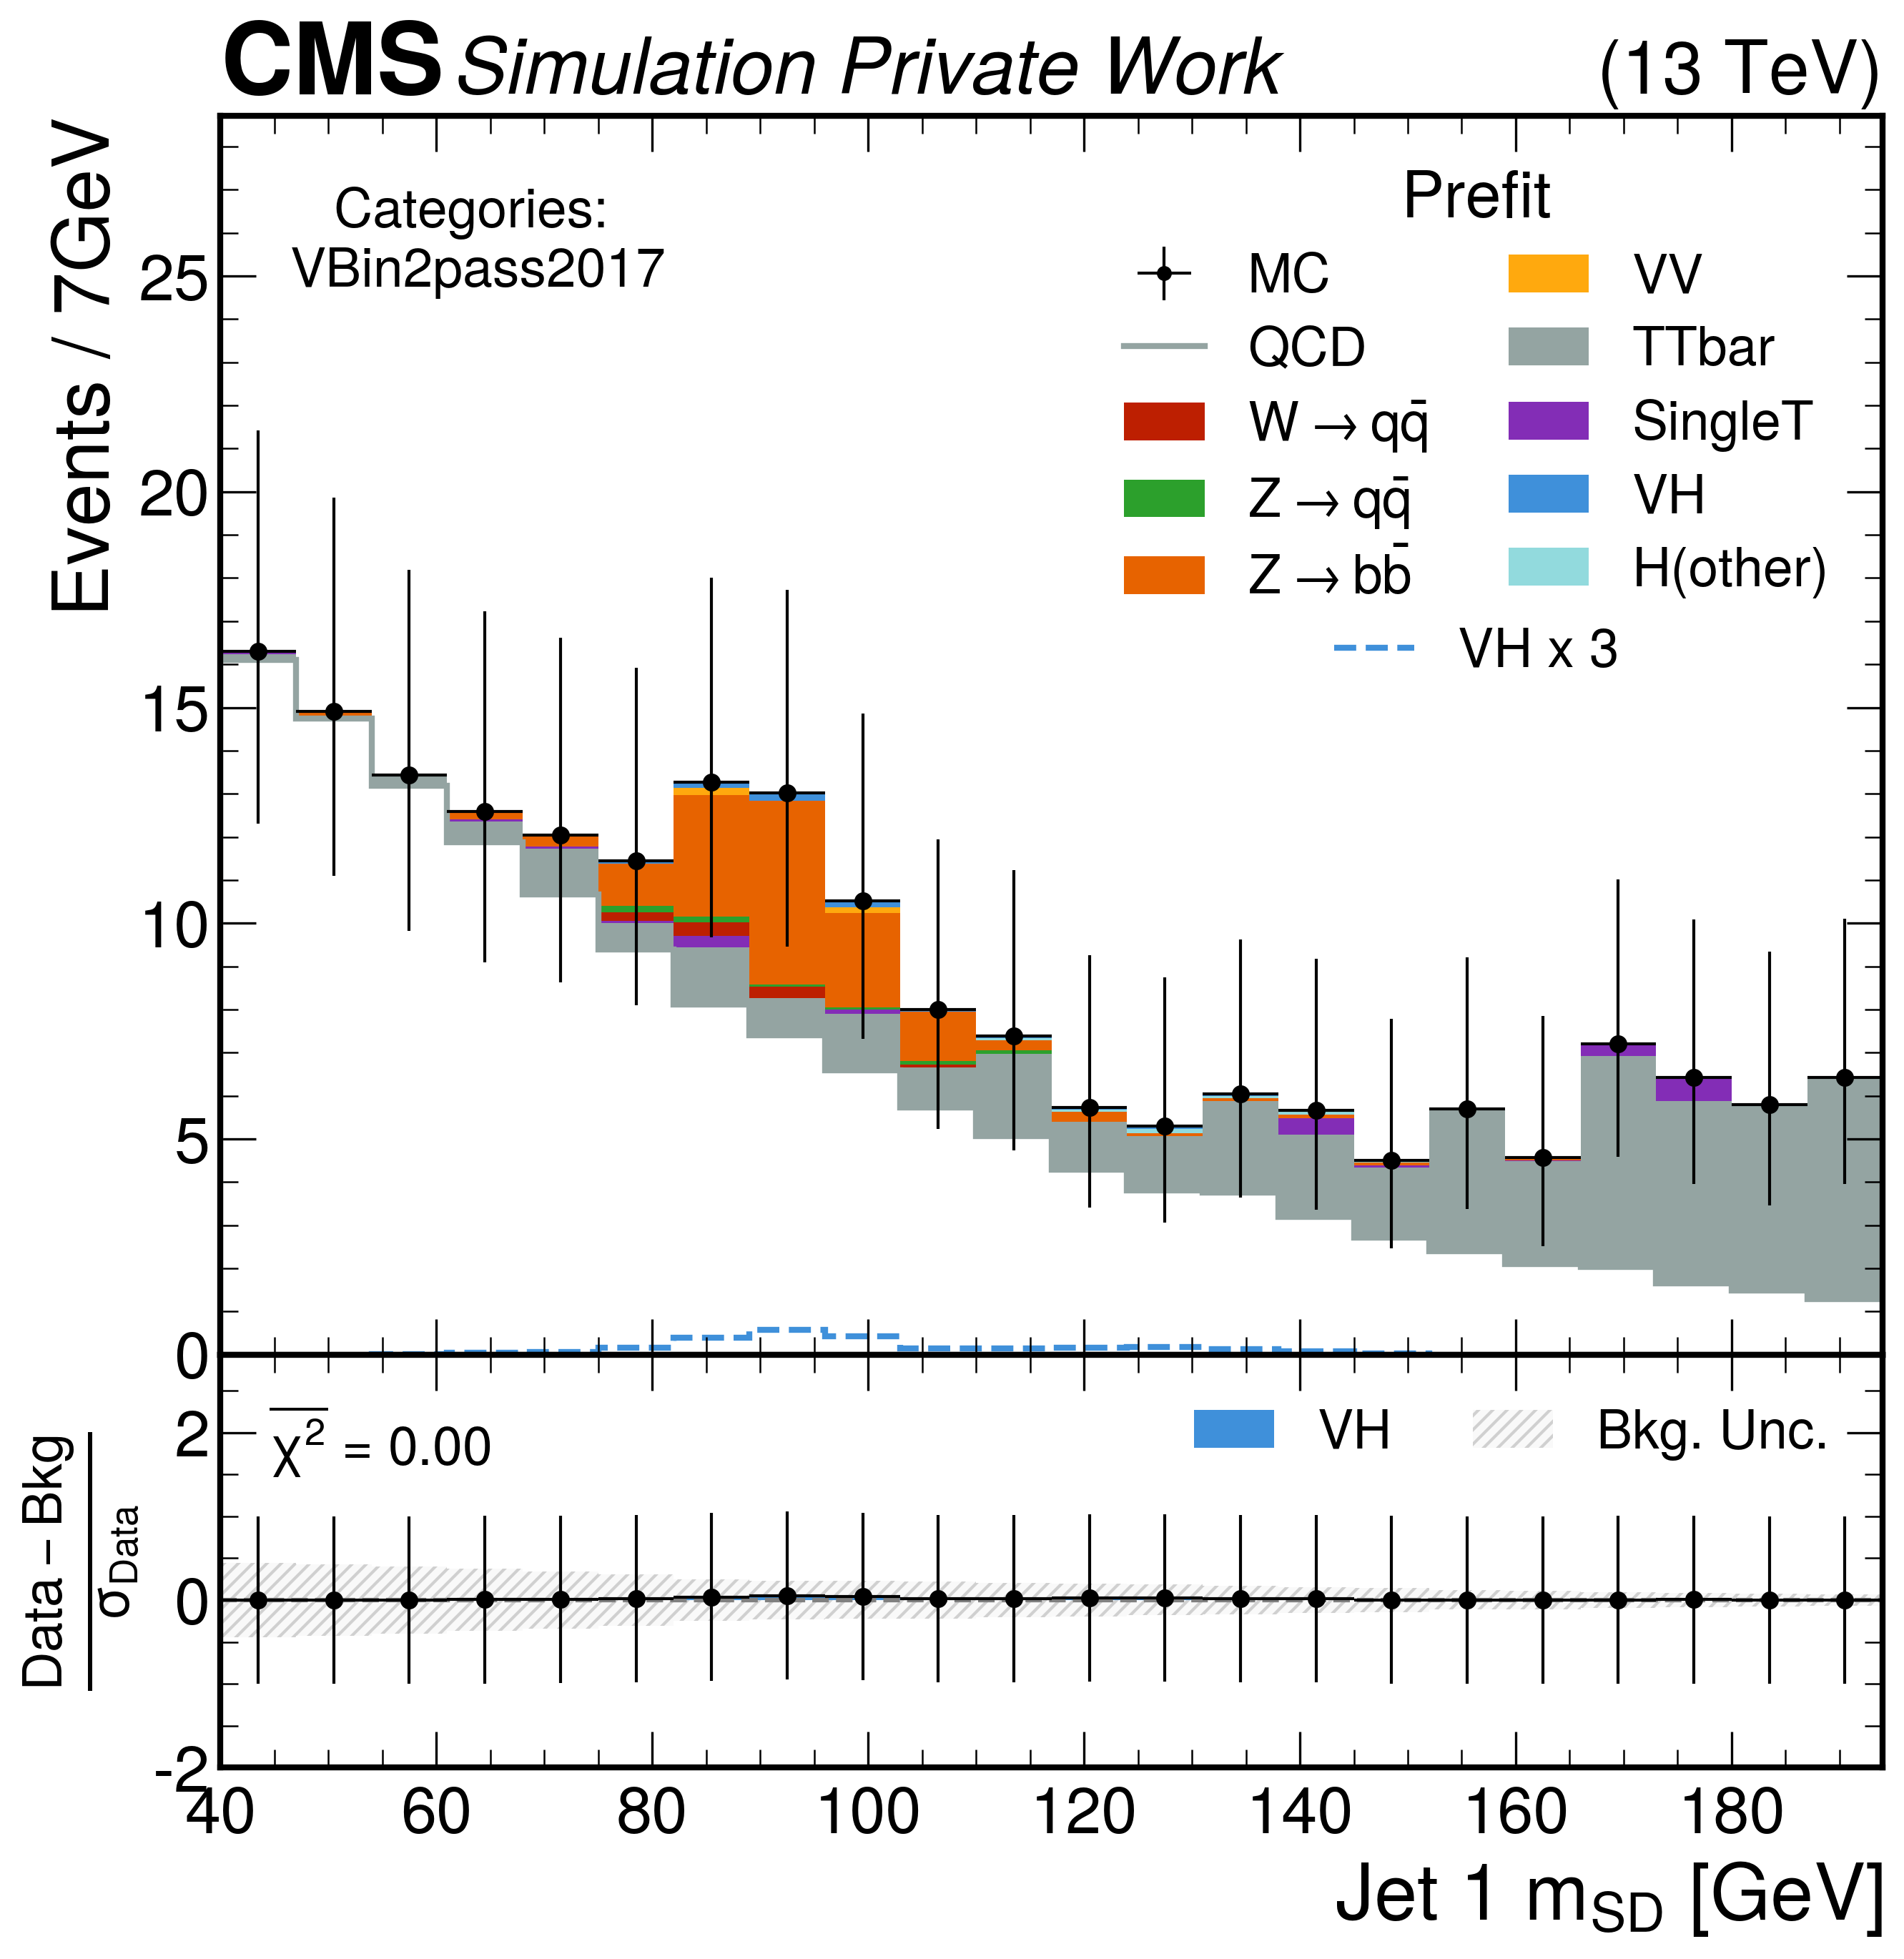 CMS Simulation Private Work (13 TeV)
Events / 7GeV
Categories:
VBin2pass2017
Prefit
MC
QCD
W → qq̄
Z → qq̄
Z → bb̄
VV
TTbar
SingleT
VH
H(other)
VH x 3
25
20
15
10
5
0
Data − Bkg
σData
χ² = 0.00
VH
Bkg. Unc.
2
0
-2
40 60 80 100 120 140 160 180
Jet 1 mSD [GeV]